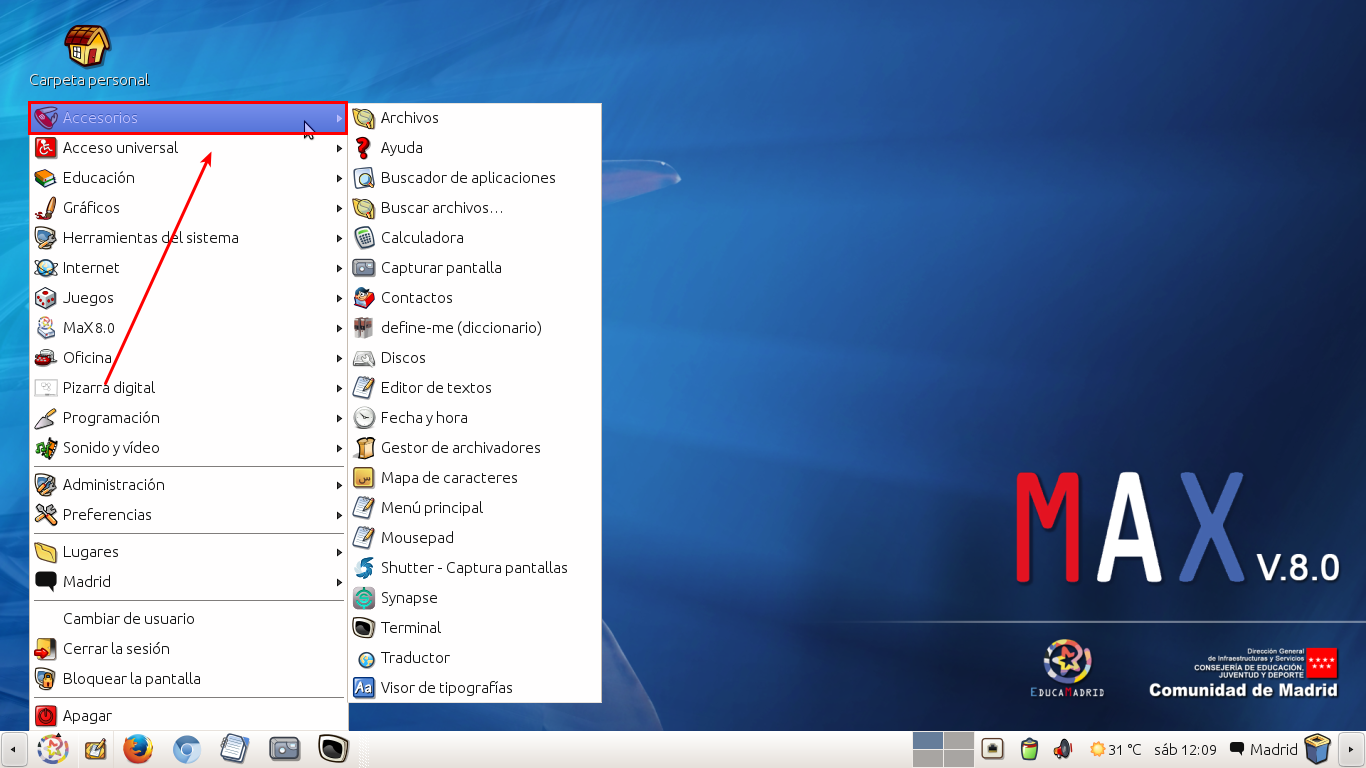 Carpeta personal
Accesorios
Acceso universal
Educación
Gráficos
Herramientas del sistema
Internet
Juegos
MaX 8.0
Oficina
Pizarra digital
Programación
Sonido y vídeo
Administración
Preferencias
Lugares
Madrid
Cambiar de usuario
Cerrar la sesión
Bloquear la pantalla
Apagar
Archivos
Ayuda
Buscador de aplicaciones
Buscar archivos...
Calculadora
Capturar pantalla
Contactos
define-me (diccionario)
Discos
Editor de textos
Fecha y hora
Gestor de archivadores
Mapa de caracteres
Menú principal
Mousepad
Shutter - Captura pantallas
Synapse
Terminal
Traductor
Aa Visor de tipografías
MAX V.8.0
EDUCAMADRID
Dirección General
de Infraestructuras y Servicios
CONSEJERÍA DE EDUCACIÓN,
JUVENTUD Y DEPORTE
Comunidad de Madrid
31 °C sáb 12:09 Madrid